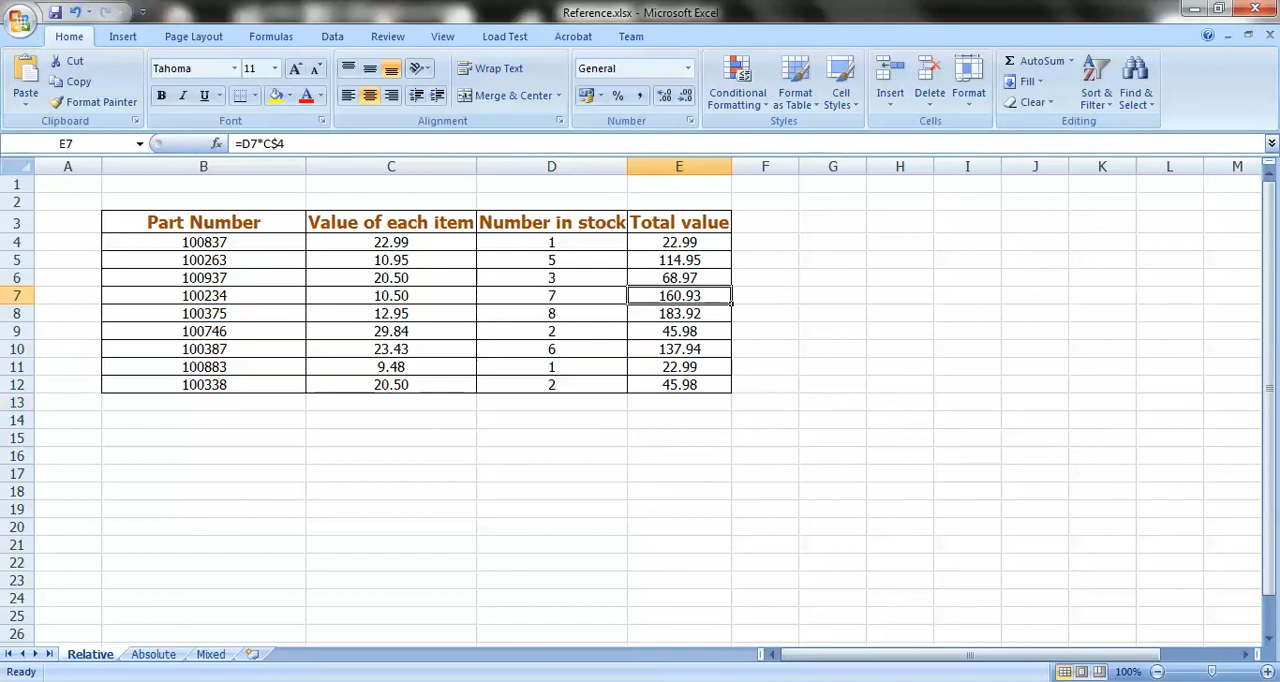 Reference.xlsx - Microsoft Excel
Home Insert Page Layout Formulas Data Review View Load Test Acrobat Team
Cut
Copy
Format Painter
Paste
Clipboard
Tahoma 11
B I U
Font
Wrap Text
Merge & Center
Alignment
General
% ,
Number
Conditional Formatting
Format as Table
Cell Styles
Styles
Insert Delete Format
Cells
Σ AutoSum
Fill
Clear
Sort & Filter
Find & Select
Editing
E7 fx =D7*C$4
A B C D E F G H I J K L M
1
2
3 Part Number Value of each item Number in stock Total value
4 100837 22.99 1 22.99
5 100263 10.95 5 114.95
6 100937 20.50 3 68.97
7 100234 10.50 7 160.93
8 100375 12.95 8 183.92
9 100746 29.84 2 45.98
10 100387 23.43 6 137.94
11 100883 9.48 1 22.99
12 100338 20.50 2 45.98
13
14
15
16
17
18
19
20
21
22
23
24
25
26
Relative Absolute Mixed
Ready 100%